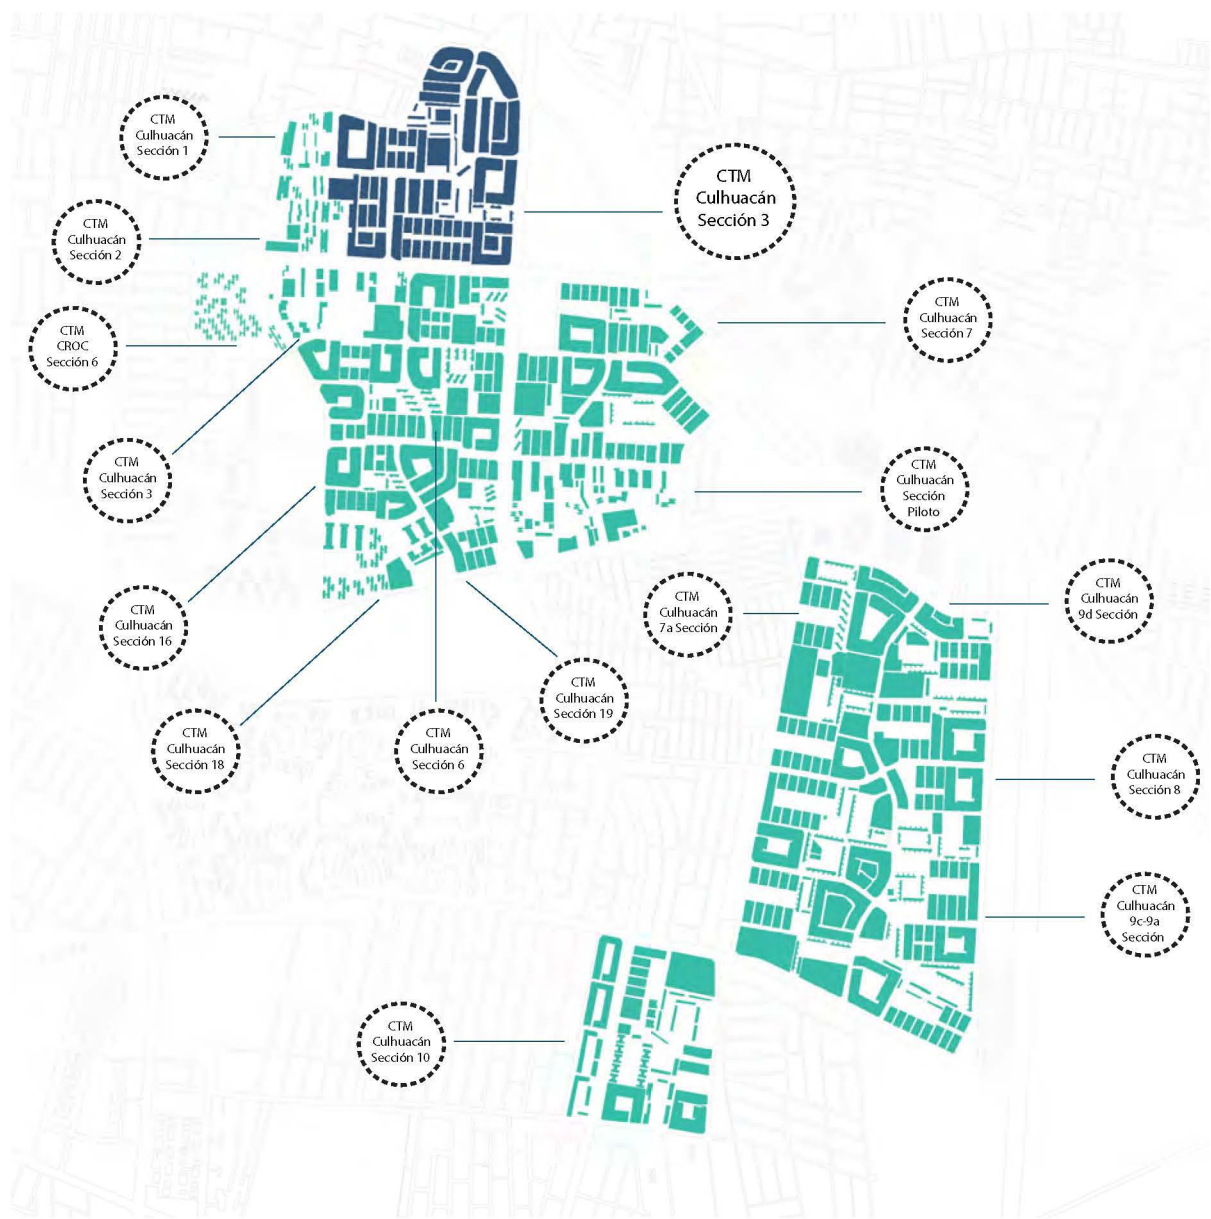 CTM
Culhuacán
Sección 1
CTM
Culhuacán
Sección 3
CTM
Culhuacán
Sección 2
CTM
Culhuacán
Sección 7
CTM
CROC
Sección 6
CTM
Culhuacán
Sección 3
CTM
Culhuacán
Sección
Piloto
CTM
Culhuacán
Sección 16
CTM
Culhuacán
7a Sección
CTM
Culhuacán
9d Sección
CTM
Culhuacán
Sección 19
CTM
Culhuacán
Sección 18
CTM
Culhuacán
Sección 6
CTM
Culhuacán
Sección 8
CTM
Culhuacán
9c-9a
Sección
CTM
Culhuacán
Sección 10